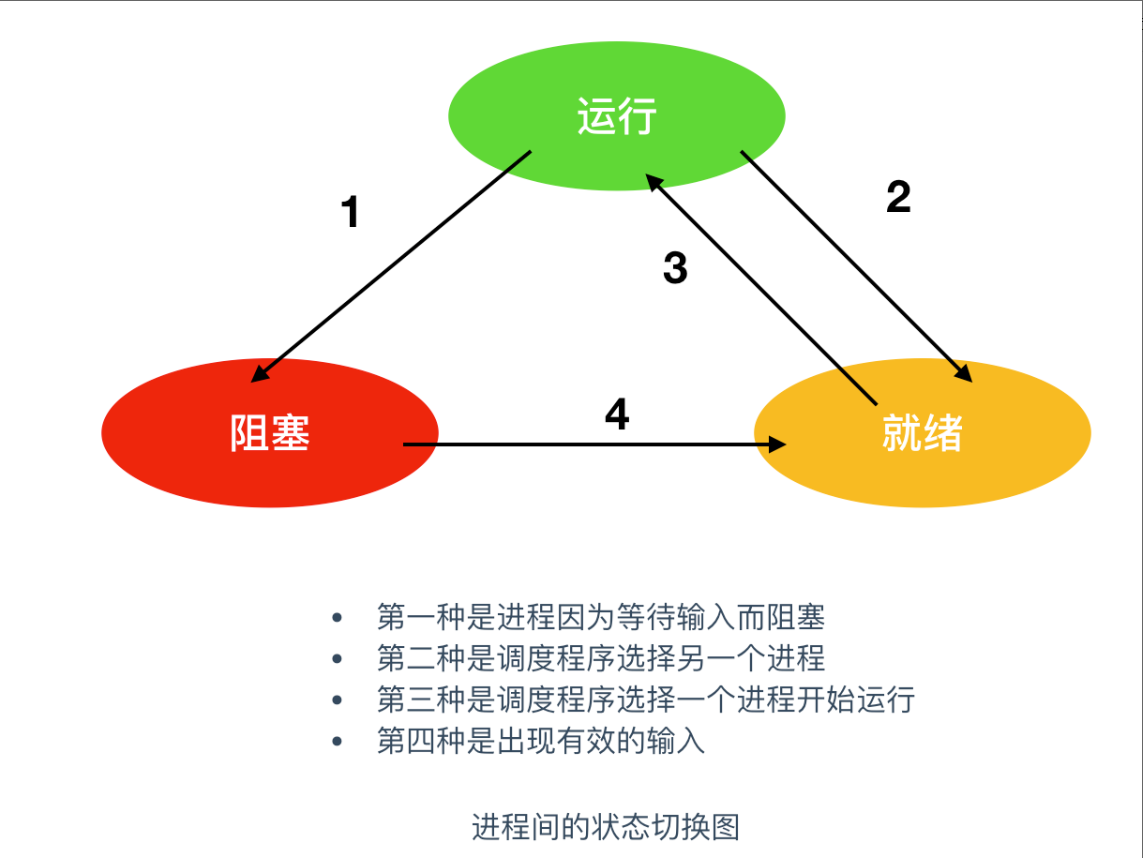 运行
1
2
3
阻塞
4
就绪
第一种是进程因为等待输入而阻塞
第二种是调度程序选择另一个进程
第三种是调度程序选择一个进程开始运行
第四种是出现有效的输入
进程间的状态切换图